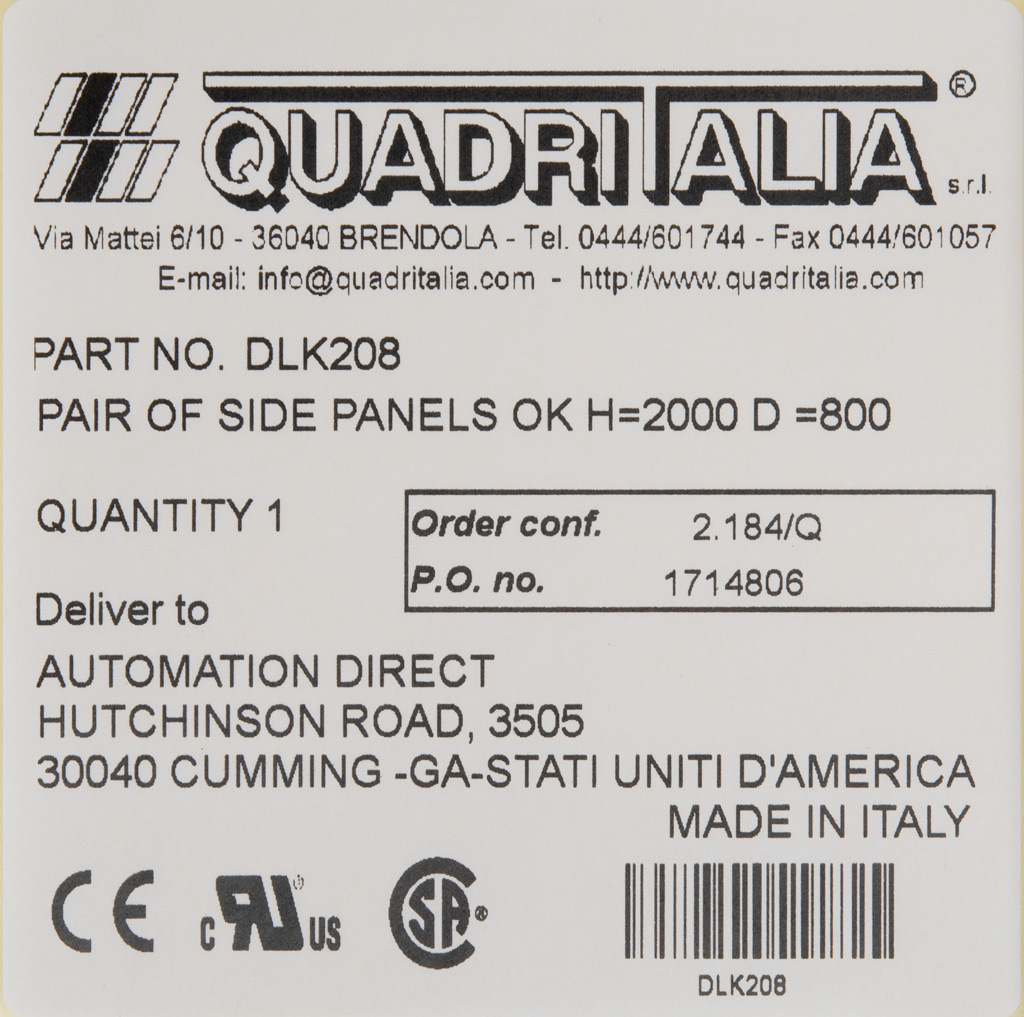 QUADRITALIA® s.r.l.
Via Mattei 6/10 - 36040 BRENDOLA - Tel. 0444/601744 - Fax 0444/601057
E-mail: info@quadritalia.com - http://www.quadritalia.com
PART NO. DLK208
PAIR OF SIDE PANELS OK H=2000 D =800
QUANTITY 1
Order conf. 2.184/Q
P.O. no. 1714806
Deliver to
AUTOMATION DIRECT
HUTCHINSON ROAD, 3505
30040 CUMMING -GA-STATI UNITI D'AMERICA
MADE IN ITALY
CE c RU® US SA®
DLK208